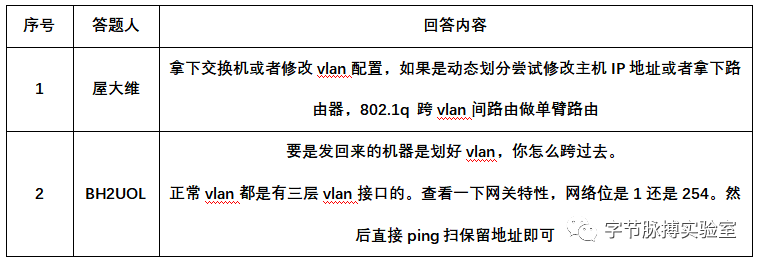 序号 答题人 回答内容
1 屋大维 拿下交换机或者修改 vlan 配置，如果是动态划分尝试修改主机 IP 地址或者拿下路
由器，802.1q 跨 vlan 间路由做单臂路由
2 BH2UOL 要是发回来的机器是划好 vlan，你怎么跨过去。
正常 vlan 都是有三层 vlan 接口的。查看一下网关特性，网络位是 1 还是 254。然
后直接 ping 扫保留地址即可
字节脉搏实验室